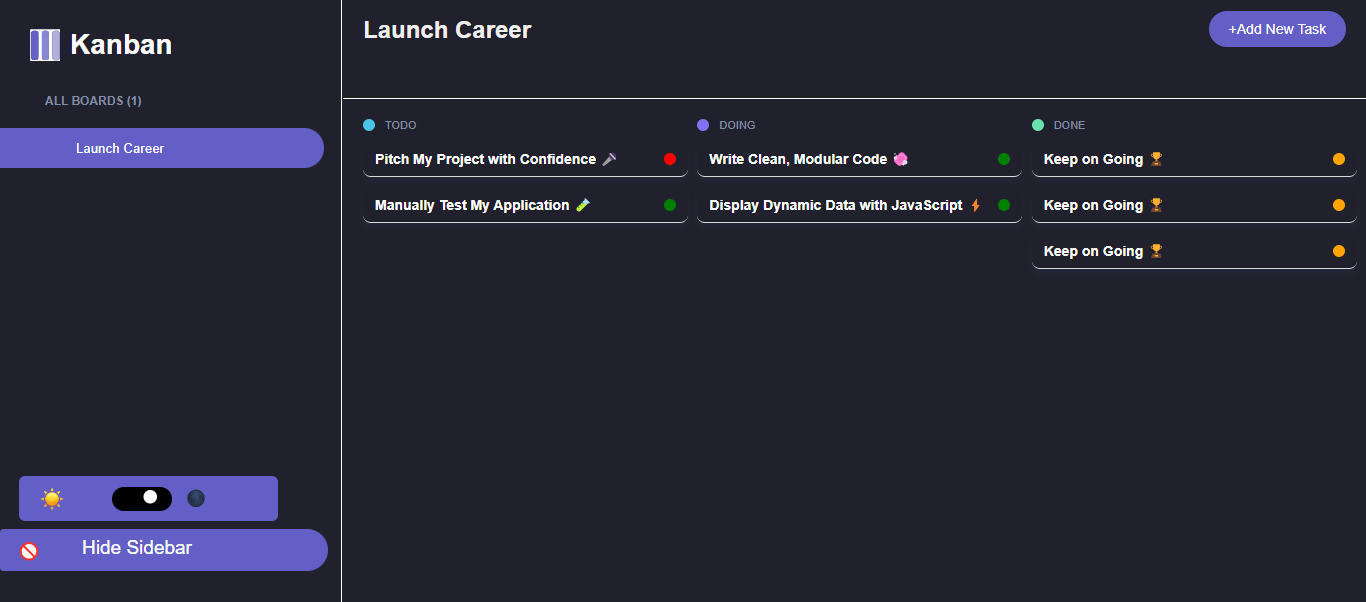 Kanban
ALL BOARDS (1)
Launch Career
Hide Sidebar
Launch Career
+Add New Task
TODO
Pitch My Project with Confidence
Manually Test My Application
DOING
Write Clean, Modular Code
Display Dynamic Data with JavaScript
DONE
Keep on Going 🏆
Keep on Going 🏆
Keep on Going 🏆